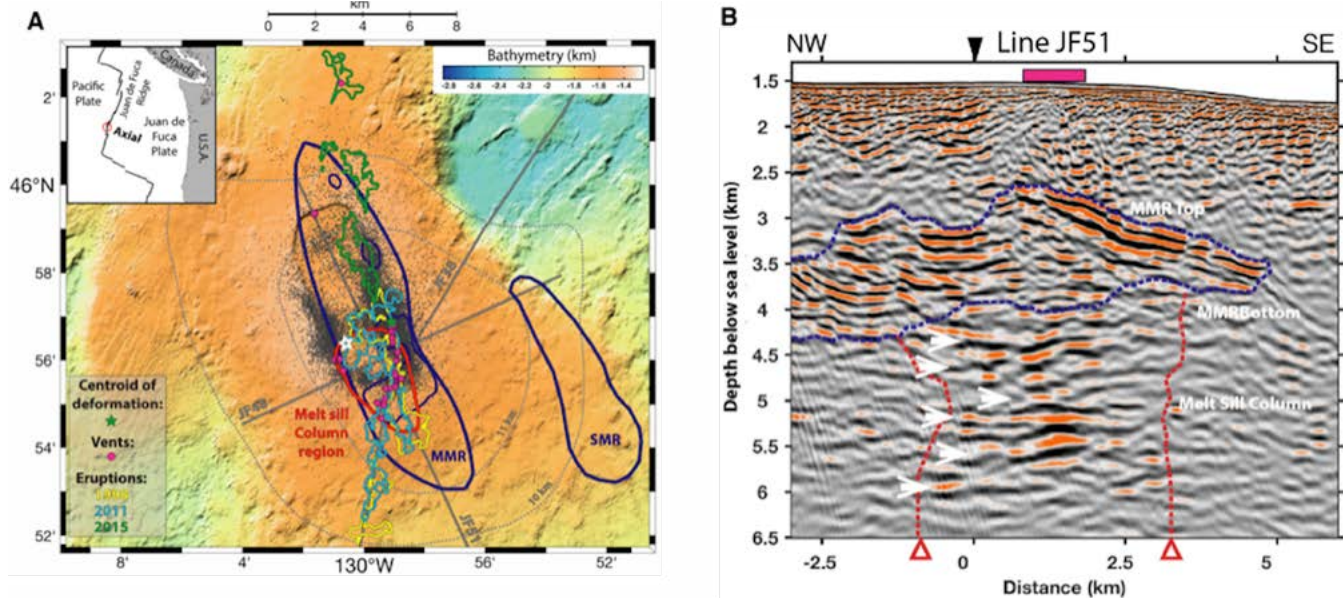 A
km
0 2 4 6 8
Pacific
Plate
Juan de Fuca
Ridge
Canada
Axial
Juan de
Fuca
Plate
U.S.A.
Bathymetry (km)
-2.8 -2.6 -2.4 -2.2 -2.0 -1.8 -1.6 -1.4
2'
46°N
58'
56'
54'
52'
JF48
JF51
11 km
10 km
Melt sill
Column
region
MMR
SMR
Centroid of
deformation:
Vents:
Eruptions:
1998
2011
2015
8' 4' 130°W 56' 52'
B
NW
Line JF51
SE
Depth below sea level (km)
1.5
2
2.5
3
3.5
4
4.5
5
5.5
6
6.5
MMR Top
MMRBottom
Melt Sill Column
-2.5 0 2.5 5
Distance (km)